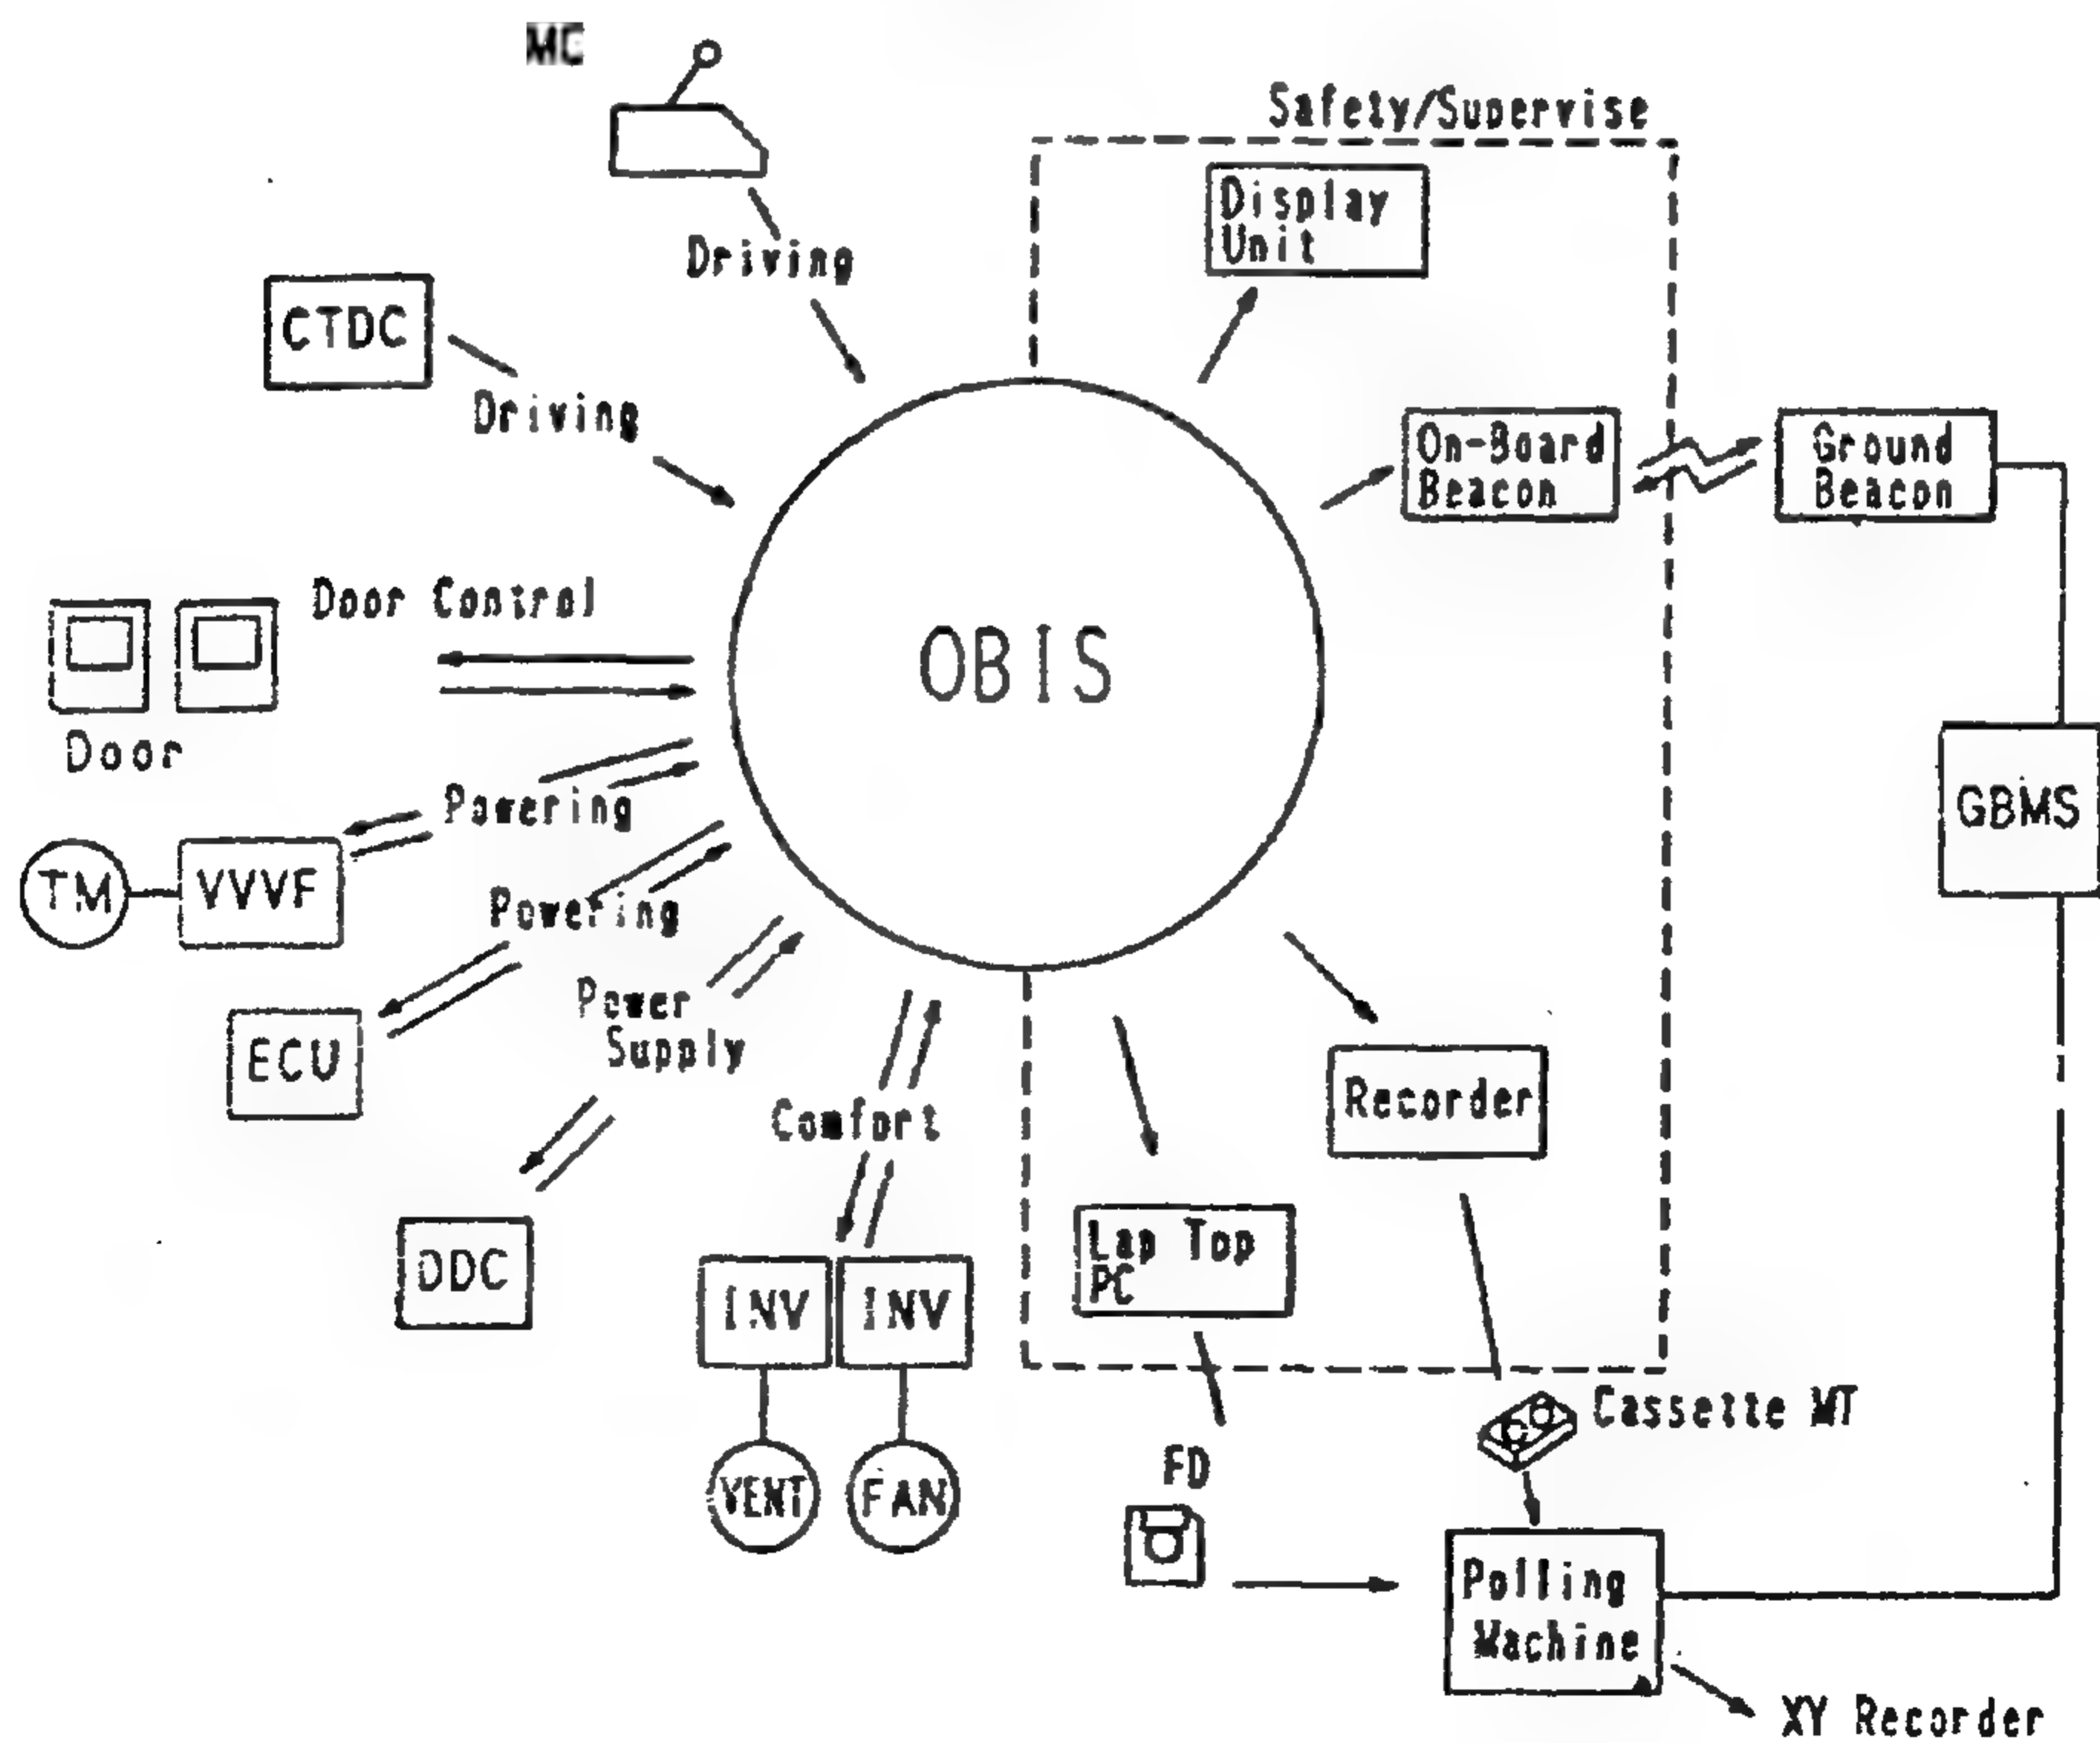 MC
Safety/Supervise
Display
Unit
Driving
CTDC
Driving
On-Board
Beacon
Ground
Beacon
Door Control
OBIS
Door
Powering
GBMS
TM
VVVF
Powering
Power
Supply
ECU
Comfort
Recorder
DDC
Lap Top
PC
INV
INV
Cassette MT
VENT
FAN
FD
Polling
Machine
XY Recorder